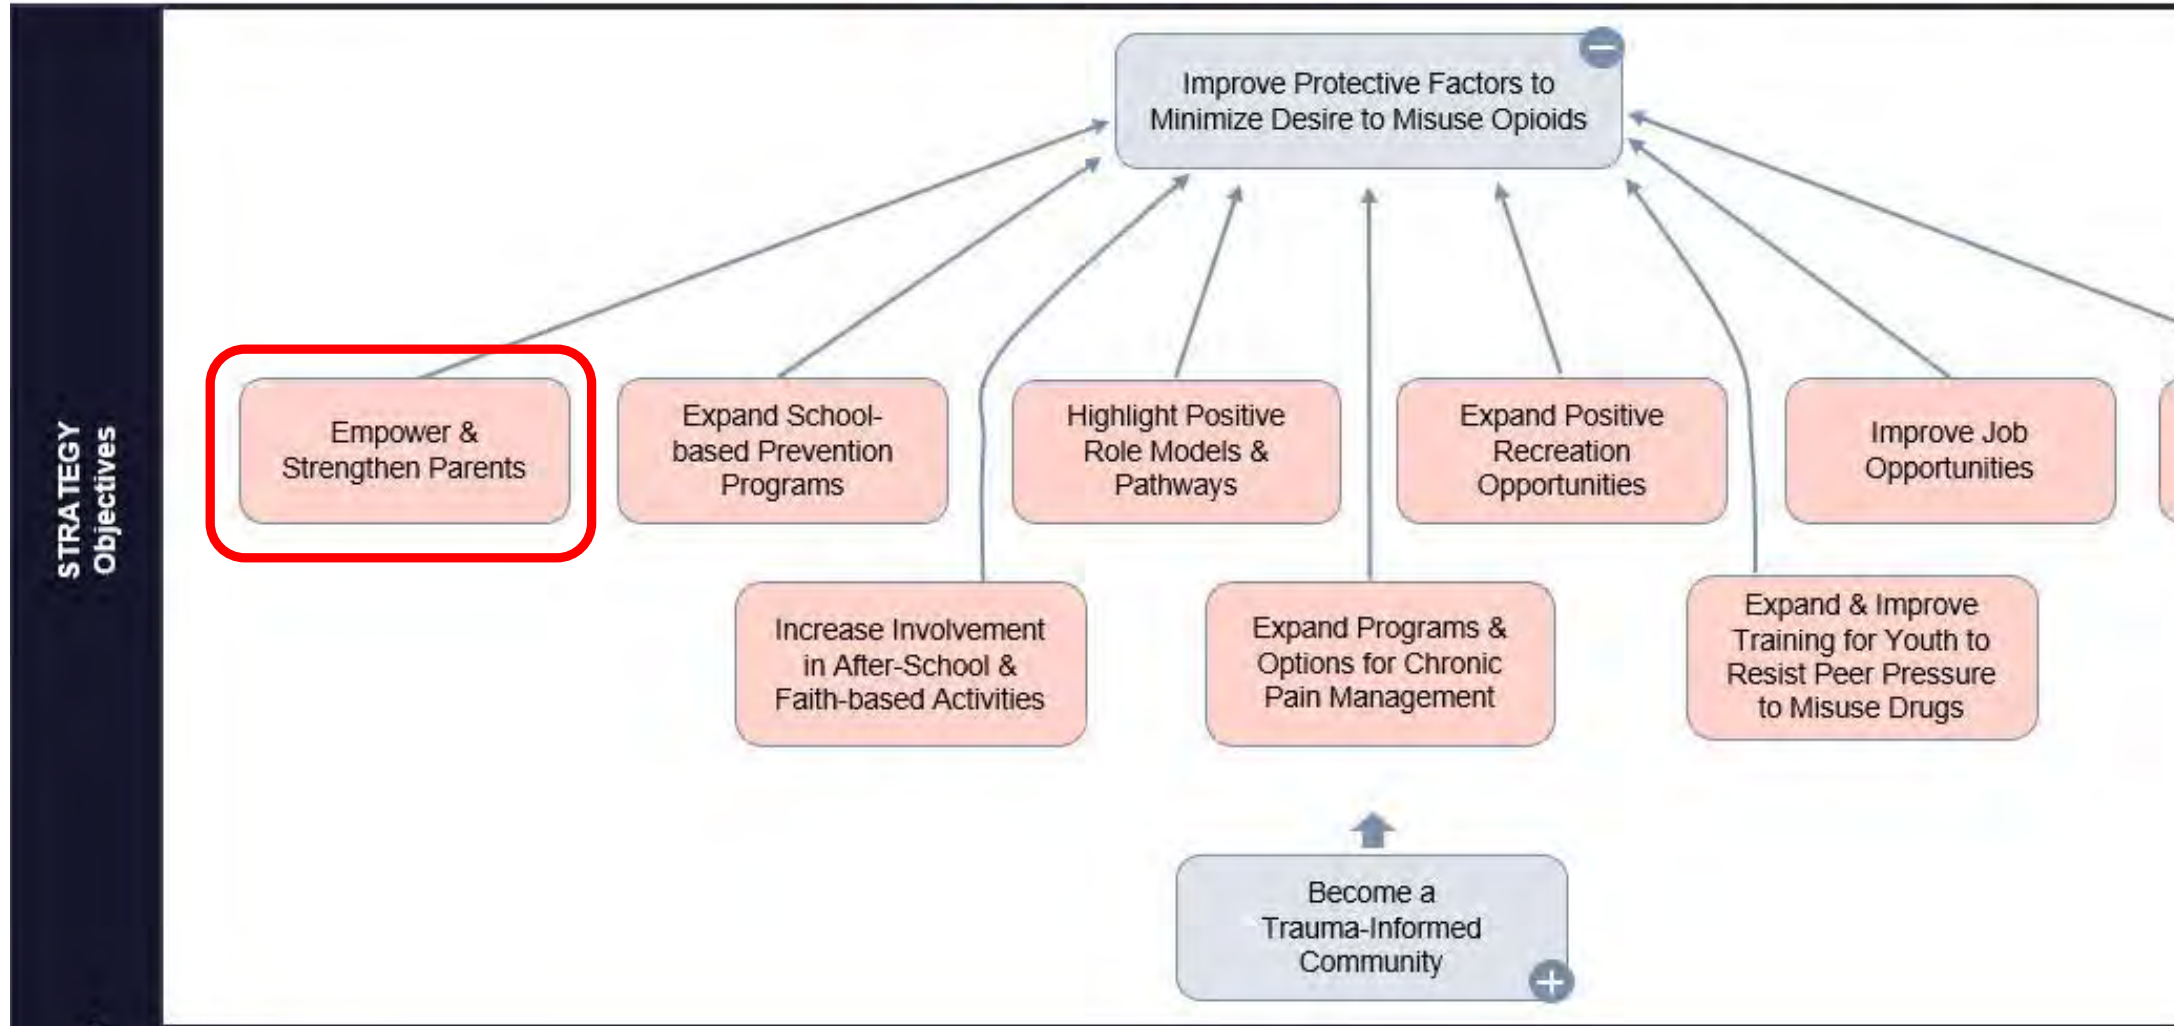 STRATEGY
Objectives
Improve Protective Factors to
Minimize Desire to Misuse Opioids
Empower &
Strengthen Parents
Expand School-
based Prevention
Programs
Highlight Positive
Role Models &
Pathways
Expand Positive
Recreation
Opportunities
Improve Job
Opportunities
Increase Involvement
in After-School &
Faith-based Activities
Expand Programs &
Options for Chronic
Pain Management
Expand & Improve
Training for Youth to
Resist Peer Pressure
to Misuse Drugs
Become a
Trauma-Informed
Community